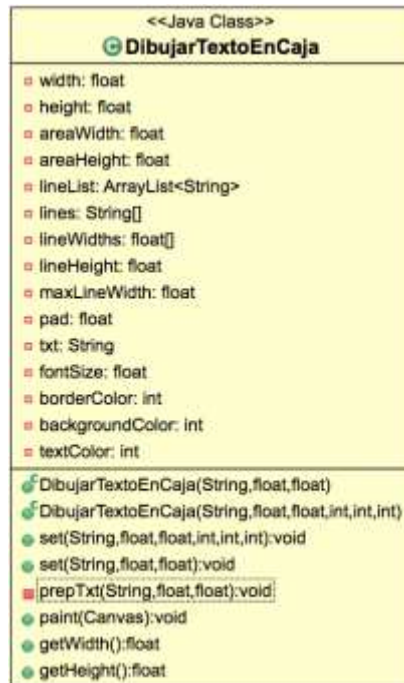 <<Java Class>>
C DibujarTextoEnCaja
width: float
height: float
areaWidth: float
areaHeight: float
lineList: ArrayList<String>
lines: String[]
lineWidths: float[]
lineHeight: float
maxLineWidth: float
pad: float
txt: String
fontSize: float
borderColor: int
backgroundColor: int
textColor: int
DibujarTextoEnCaja(String,float,float)
DibujarTextoEnCaja(String,float,float,int,int,int)
set(String,float,float,int,int,int):void
set(String,float,float):void
prepTxt(String,float,float):void
paint(Canvas):void
getWidth():float
getHeight():float